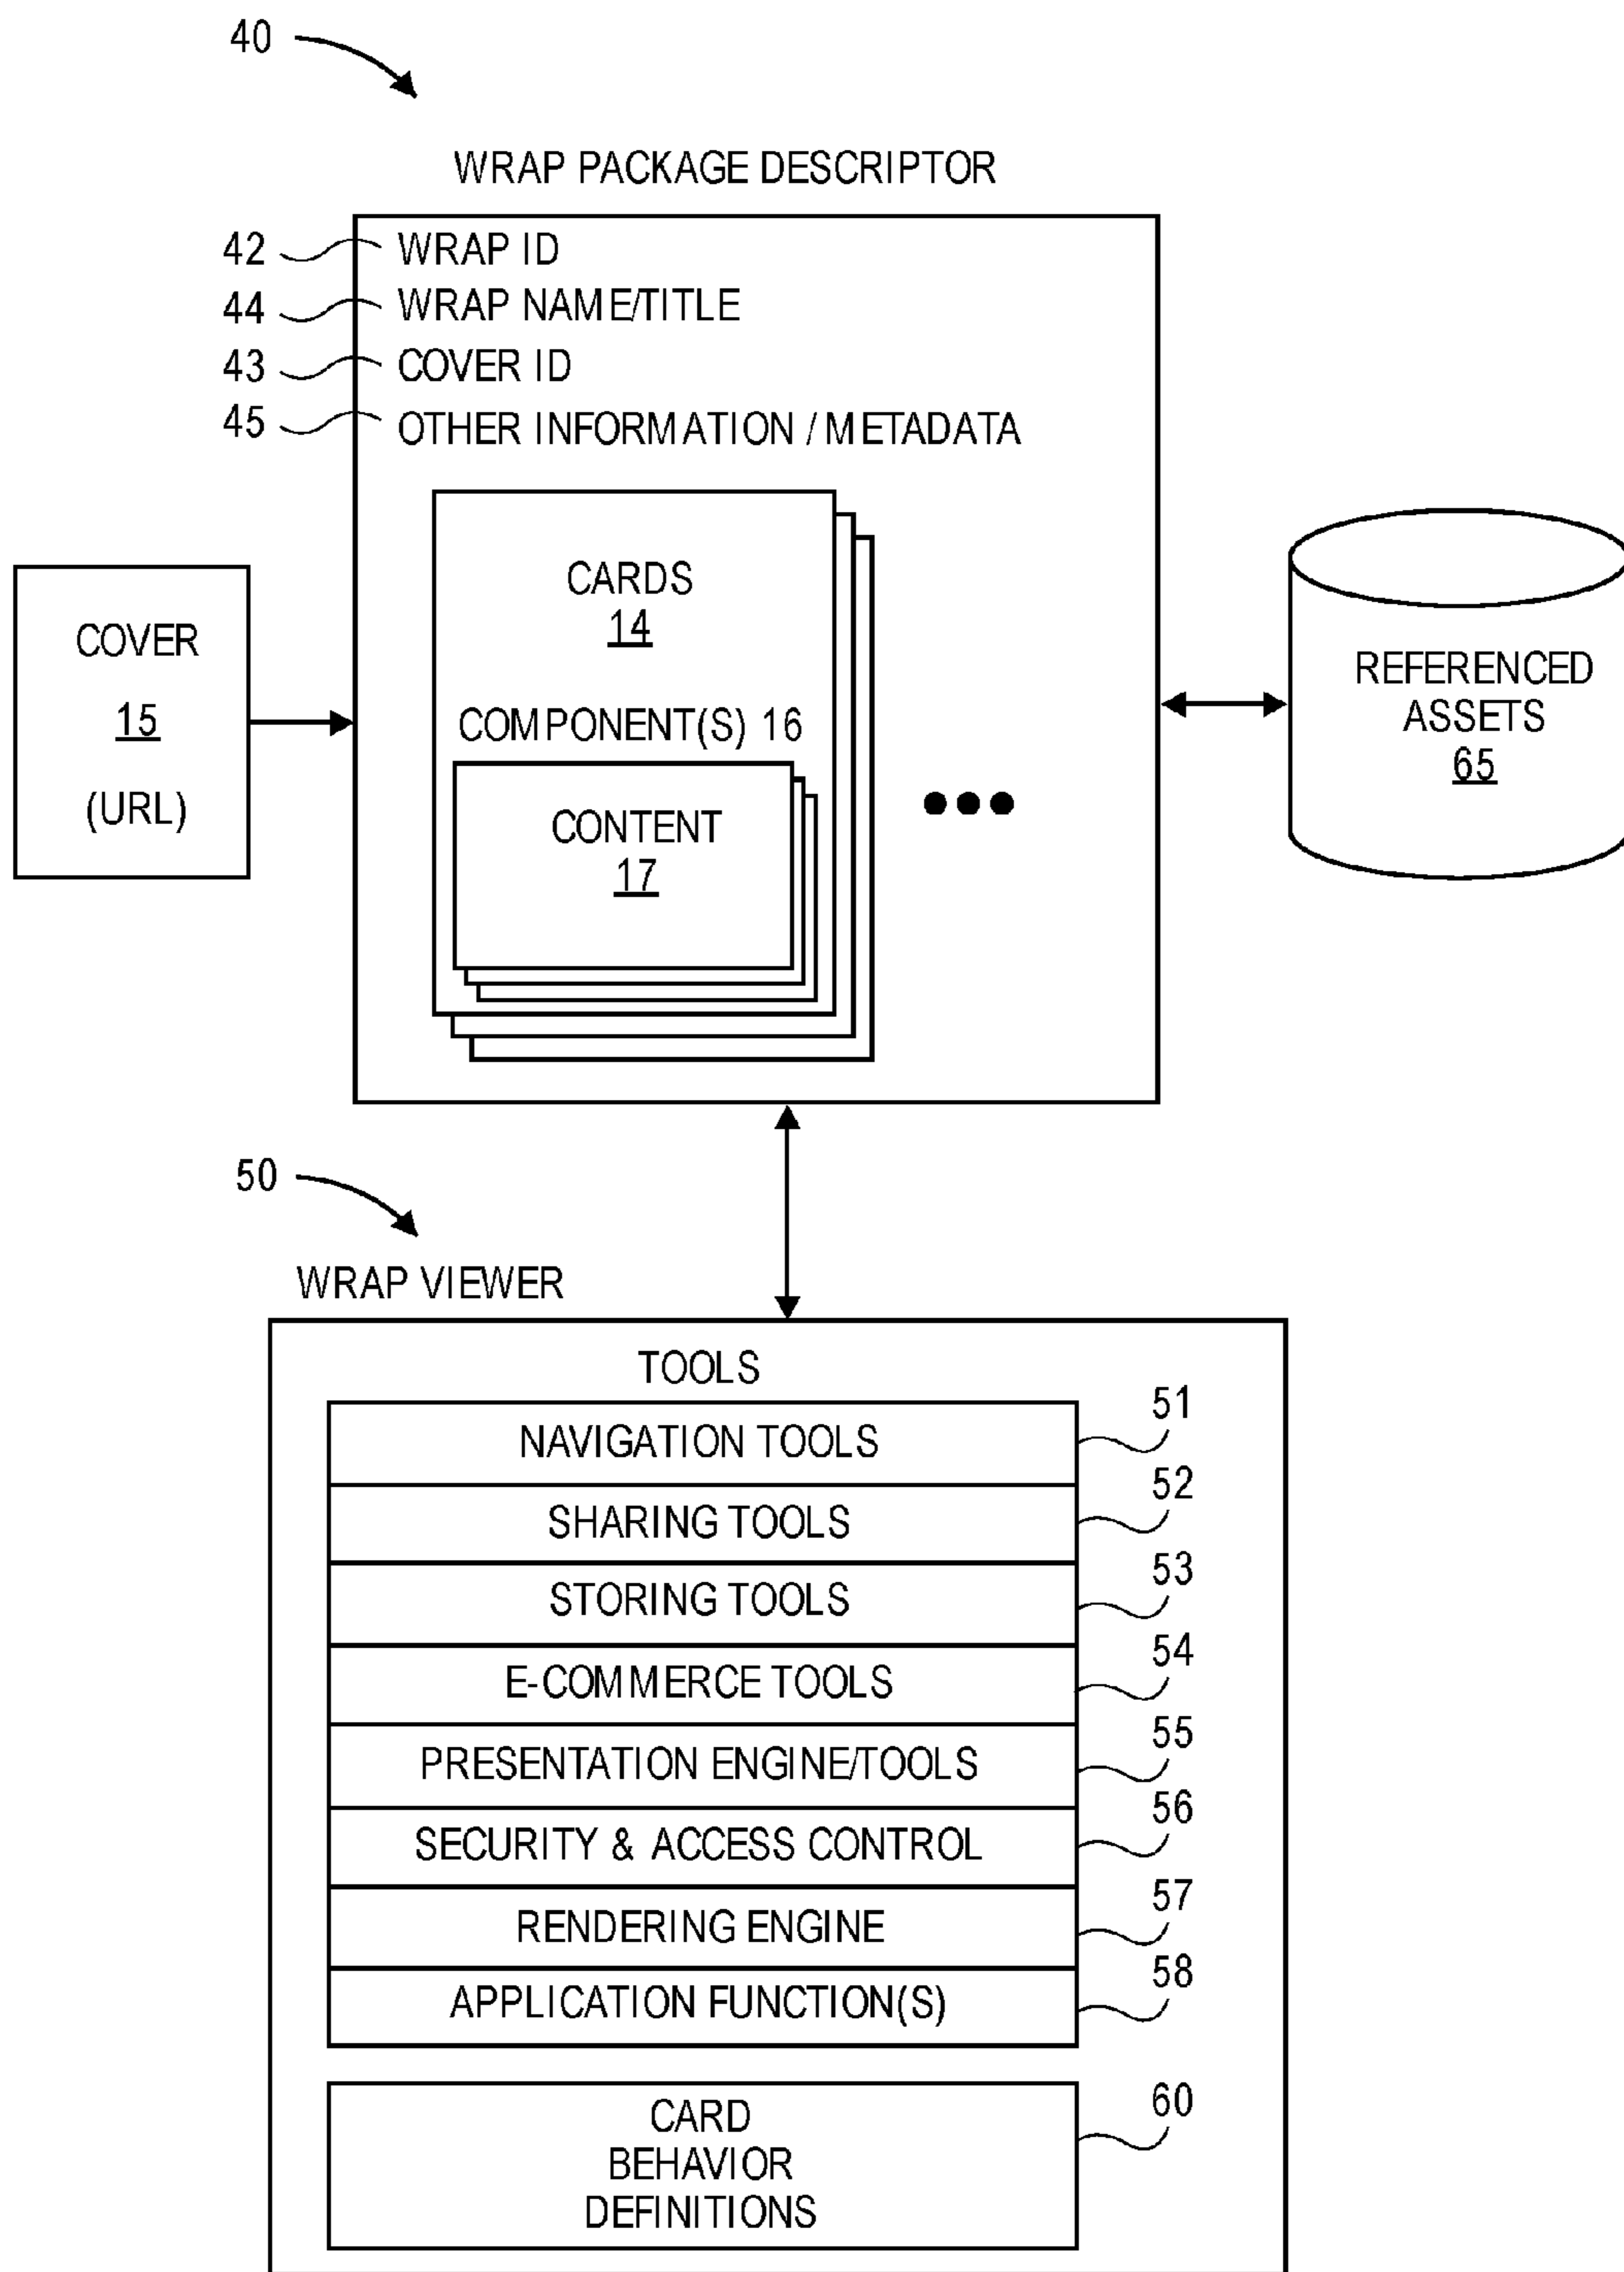 40
WRAP PACKAGE DESCRIPTOR
42 WRAP ID
44 WRAP NAME/TITLE
43 COVER ID
45 OTHER INFORMATION / METADATA
COVER
15
(URL)
CARDS
14
COMPONENT(S) 16
CONTENT
17
REFERENCED
ASSETS
65
50
WRAP VIEWER
TOOLS
NAVIGATION TOOLS 51
SHARING TOOLS 52
STORING TOOLS 53
E-COMMERCE TOOLS 54
PRESENTATION ENGINE/TOOLS 55
SECURITY & ACCESS CONTROL 56
RENDERING ENGINE 57
APPLICATION FUNCTION(S) 58
CARD 60
BEHAVIOR
DEFINITIONS